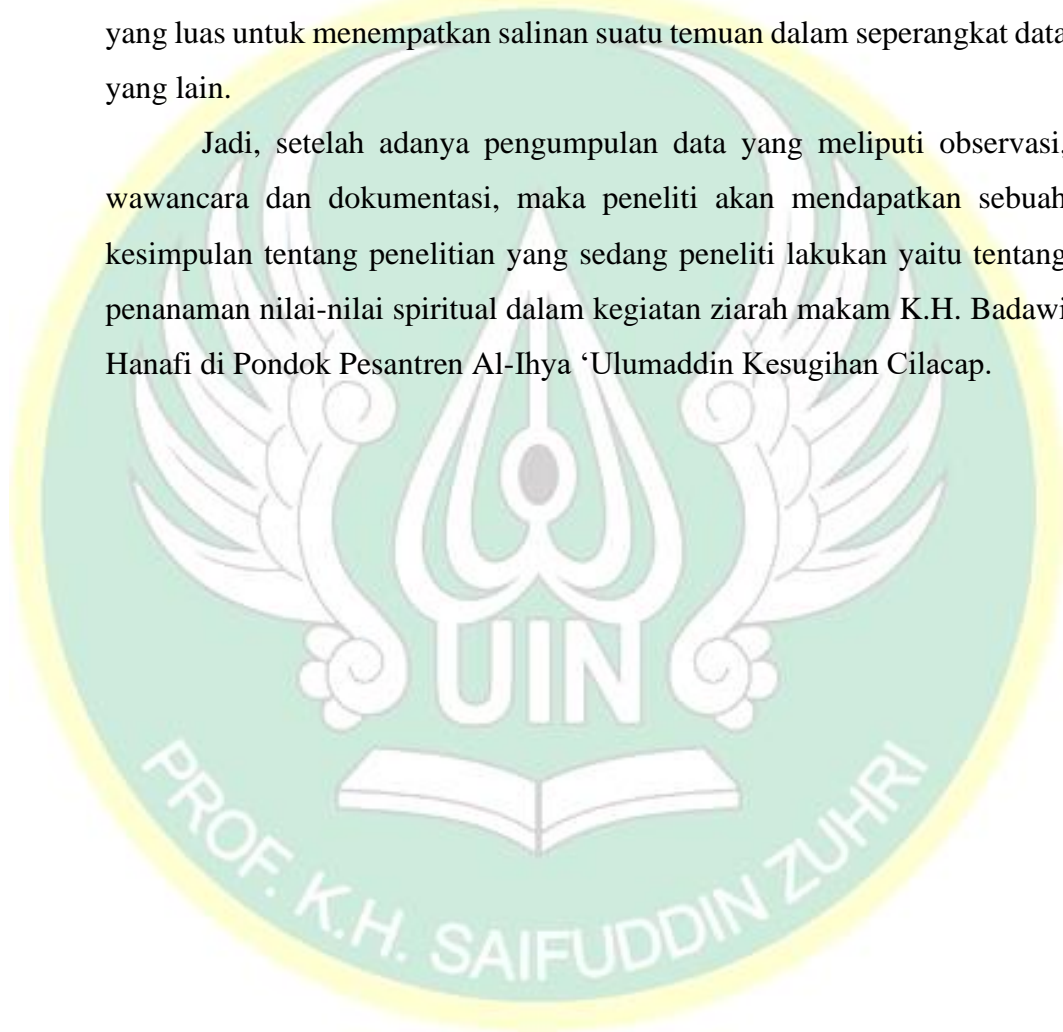 yang luas untuk menempatkan salinan suatu temuan dalam seperangkat data
yang lain.
Jadi, setelah adanya pengumpulan data yang meliputi observasi,
wawancara dan dokumentasi, maka peneliti akan mendapatkan sebuah
kesimpulan tentang penelitian yang sedang peneliti lakukan yaitu tentang
penanaman nilai-nilai spiritual dalam kegiatan ziarah makam K.H. Badawi
Hanafi di Pondok Pesantren Al-Ihya ‘Ulumaddin Kesugihan Cilacap.
UIN
PROF. K.H. SAIFUDDIN ZUHRI